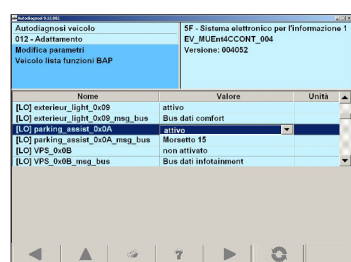 Autodiagnosi veicolo
012 - Adattamento
Modifica parametri
Veicolo lista funzioni BAP
5F - Sistema elettronico per l'informazione 1
EV_MUEnt4CCONT_004
Versione: 004052
Nome Valore Unità
[LO] exterieur_light_0x09 attivo
[LO] exterieur_light_0x09_msg_bus Bus dati comfort
[LO] parking_assist_0x0A attivo
[LO] parking_assist_0x0A_msg_bus Morsetto 15
[LO] VPS_0x0B non attivato
[LO] VPS_0x0B_msg_bus Bus dati infotainment